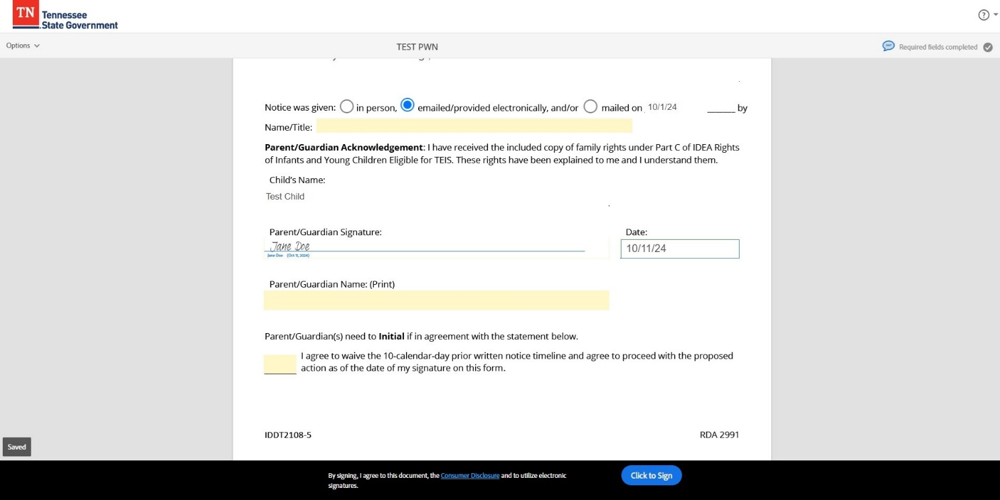 TN Tennessee
State Government
Options
TEST PWN
Required fields completed
Notice was given: in person, emailed/provided electronically, and/or mailed on 10/1/24 _______ by
Name/Title:
Parent/Guardian Acknowledgement: I have received the included copy of family rights under Part C of IDEA Rights
of Infants and Young Children Eligible for TEIS. These rights have been explained to me and I understand them.
Child's Name:
Test Child
Parent/Guardian Signature: Date:
Jane Doe 10/11/24
Jane Doe (Oct 11, 2024)
Parent/Guardian Name: (Print)
Parent/Guardian(s) need to Initial if in agreement with the statement below.
I agree to waive the 10-calendar-day prior written notice timeline and agree to proceed with the proposed
action as of the date of my signature on this form.
IDDT2108-5 RDA 2991
Saved
By signing, I agree to this document, the Consumer Disclosure and to utilize electronic
signatures.
Click to Sign